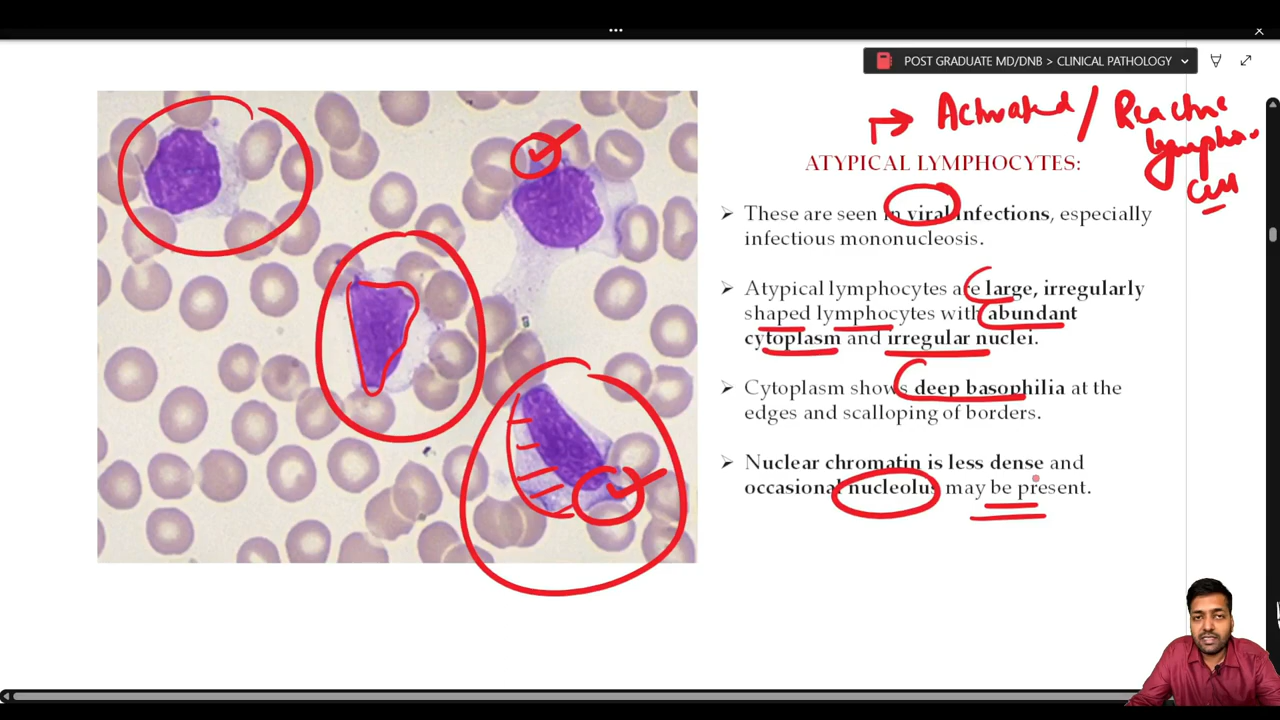 POST GRADUATE MD/DNB > CLINICAL PATHOLOGY
Activated / Reactive
lympho.
cell
ATYPICAL LYMPHOCYTES:
➢ These are seen in viral infections, especially
infectious mononucleosis.
➢ Atypical lymphocytes are large, irregularly
shaped lymphocytes with abundant
cytoplasm and irregular nuclei.
➢ Cytoplasm shows deep basophilia at the
edges and scalloping of borders.
➢ Nuclear chromatin is less dense and
occasional nucleolus may be present.